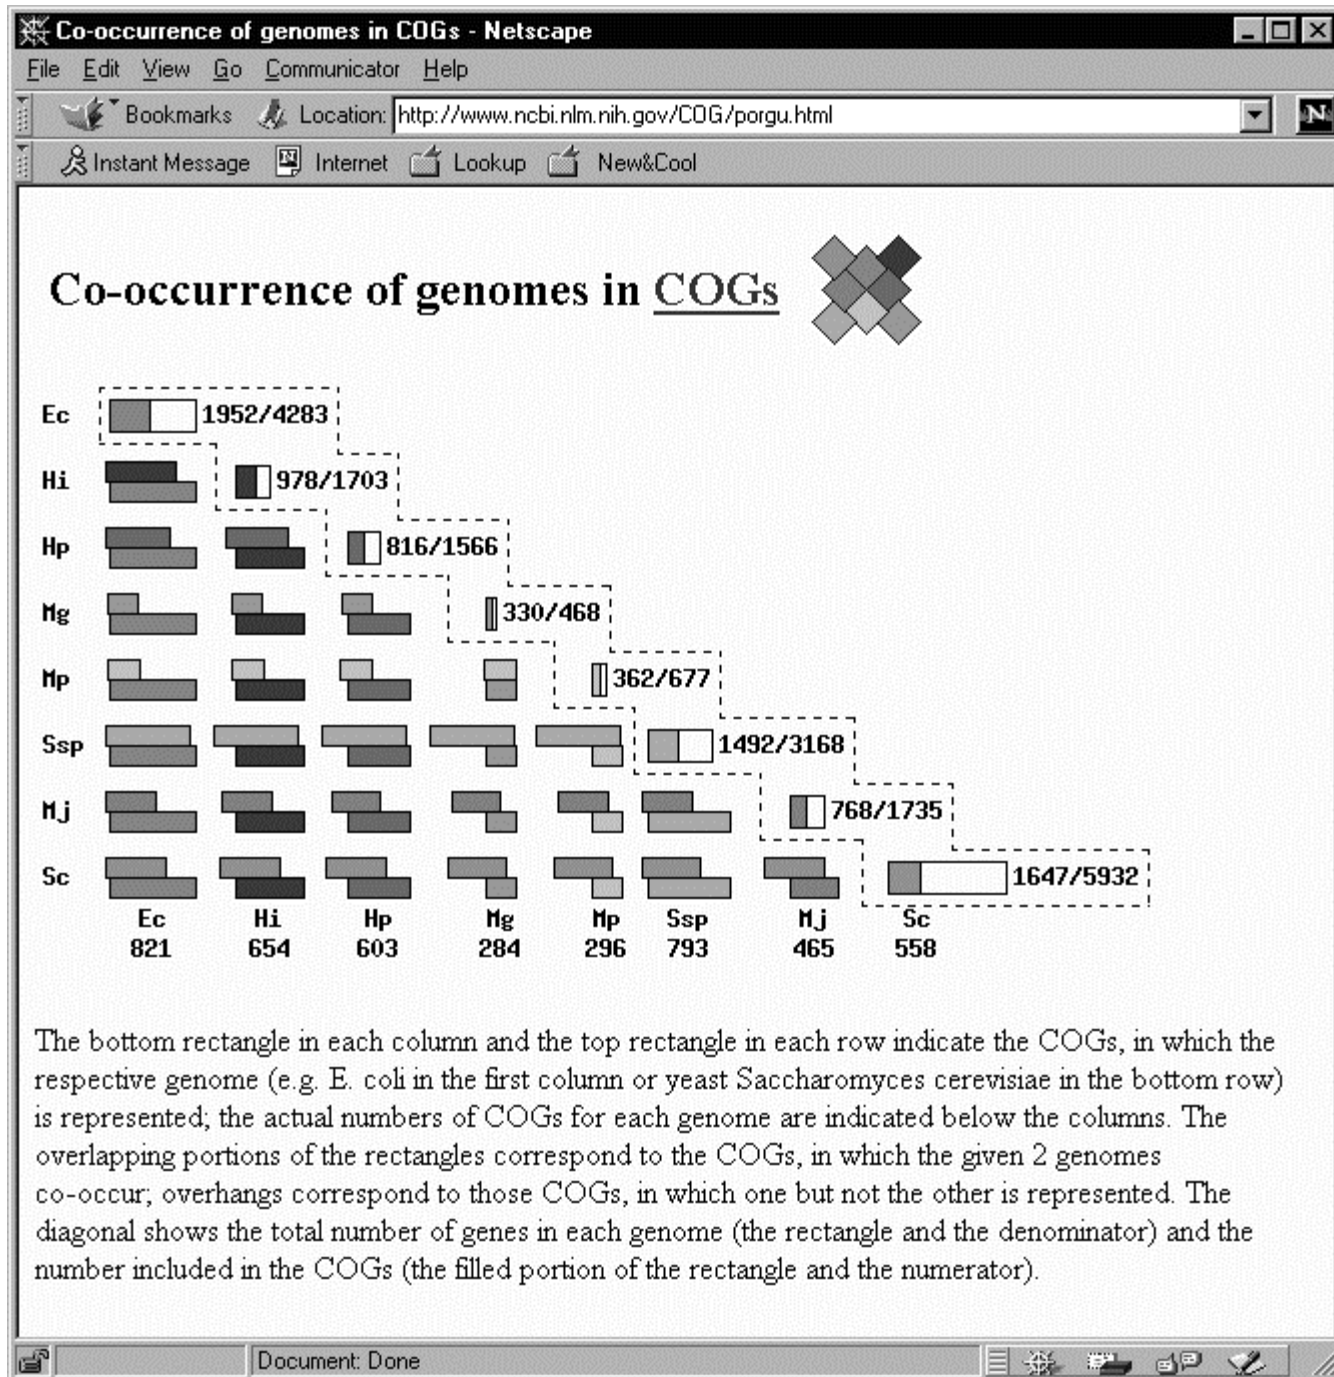 Co-occurrence of genomes in COGs - Netscape
File Edit View Go Communicator Help
Bookmarks Location: http://www.ncbi.nlm.nih.gov/COG/porgu.html
N
Instant Message Internet Lookup New&Cool
Co-occurrence of genomes in COGs
Ec 1952/4283
Hi 978/1703
Hp 816/1566
Mg 330/468
Mp 362/677
Ssp 1492/3168
Mj 768/1735
Sc 1647/5932
Ec Hi Hp Mg Mp Ssp Mj Sc
821 654 603 284 296 793 465 558
The bottom rectangle in each column and the top rectangle in each row indicate the COGs, in which the
respective genome (e.g. E. coli in the first column or yeast Saccharomyces cerevisiae in the bottom row)
is represented; the actual numbers of COGs for each genome are indicated below the columns. The
overlapping portions of the rectangles correspond to the COGs, in which the given 2 genomes
co-occur; overhangs correspond to those COGs, in which one but not the other is represented. The
diagonal shows the total number of genes in each genome (the rectangle and the denominator) and the
number included in the COGs (the filled portion of the rectangle and the numerator).
Document: Done